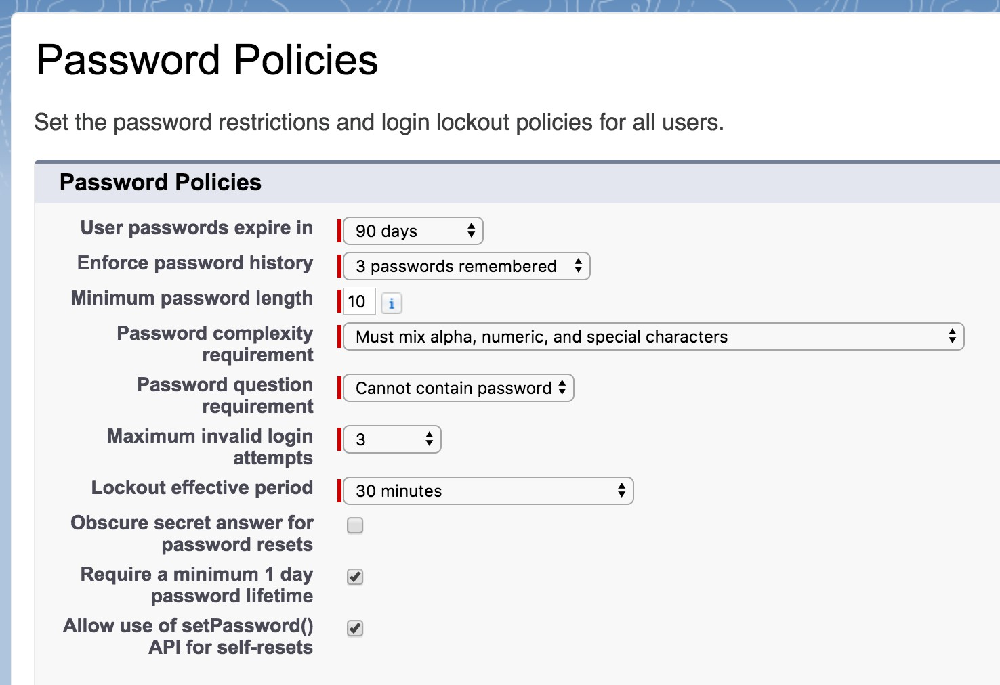 Password Policies
Set the password restrictions and login lockout policies for all users.
Password Policies
User passwords expire in 90 days
Enforce password history 3 passwords remembered
Minimum password length 10 i
Password complexity requirement Must mix alpha, numeric, and special characters
Password question requirement Cannot contain password
Maximum invalid login attempts 3
Lockout effective period 30 minutes
Obscure secret answer for
password resets
Require a minimum 1 day
password lifetime
Allow use of setPassword()
API for self-resets